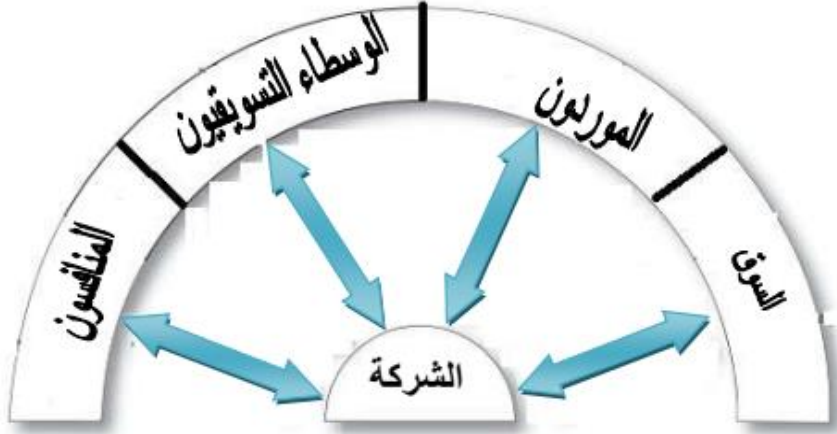 السوق
الموردون
الوسطاء التسويقيون
المنافسون
الشركة